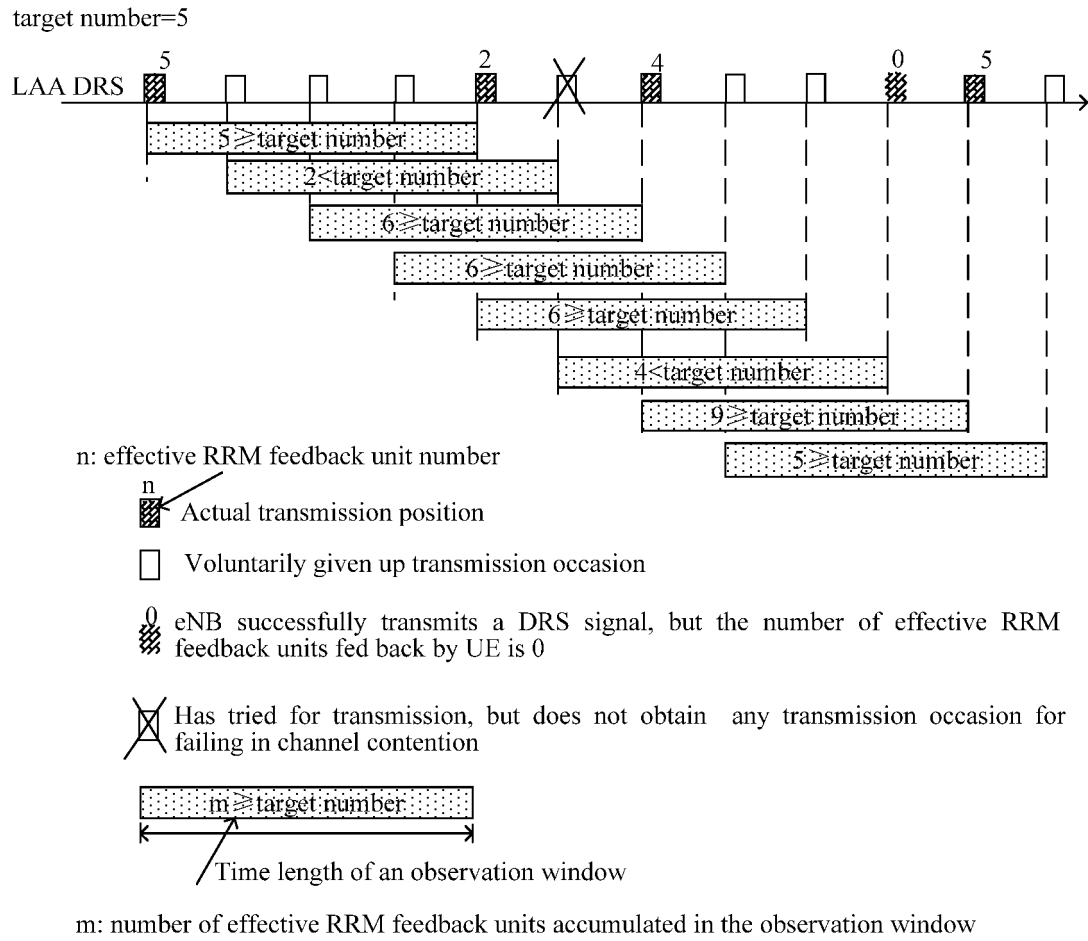 target number=5
5 2 4 0 5
LAA DRS
5⩾target number
2<target number
6⩾target number
6⩾target number
6⩾target number
4<target number
9⩾target number
5⩾target number
n: effective RRM feedback unit number
n
Actual transmission position
Voluntarily given up transmission occasion
0
eNB successfully transmits a DRS signal, but the number of effective RRM
feedback units fed back by UE is 0
Has tried for transmission, but does not obtain any transmission occasion for
failing in channel contention
m⩾target number
Time length of an observation window
m: number of effective RRM feedback units accumulated in the observation window